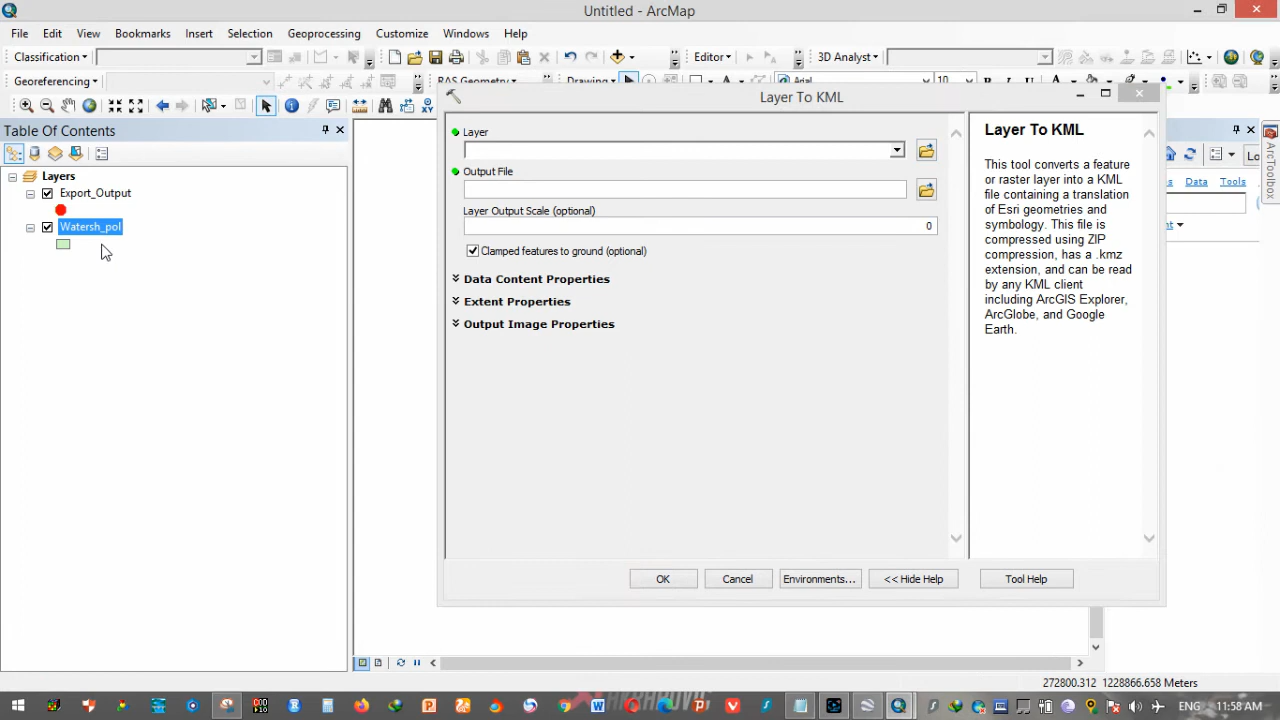 Untitled - ArcMap
File Edit View Bookmarks Insert Selection Geoprocessing Customize Windows Help
Classification Editor 3D Analyst
Georeferencing RAS Geometry Drawing Arial 10 B
Table Of Contents
Layers
Export_Output
Watersh_pol
Layer To KML
Layer
Output File
Layer Output Scale (optional)
0
Clamped features to ground (optional)
Data Content Properties
Extent Properties
Output Image Properties
OK Cancel Environments... << Hide Help Tool Help
Layer To KML
This tool converts a feature
or raster layer into a KML
file containing a translation
of Esri geometries and
symbology. This file is
compressed using ZIP
compression, has a .kmz
extension, and can be read
by any KML client
including ArcGIS Explorer,
ArcGlobe, and Google
Earth.
Data Tools
ArcToolbox
272800.312 1128866.658 Meters
ENG 11:58 AM